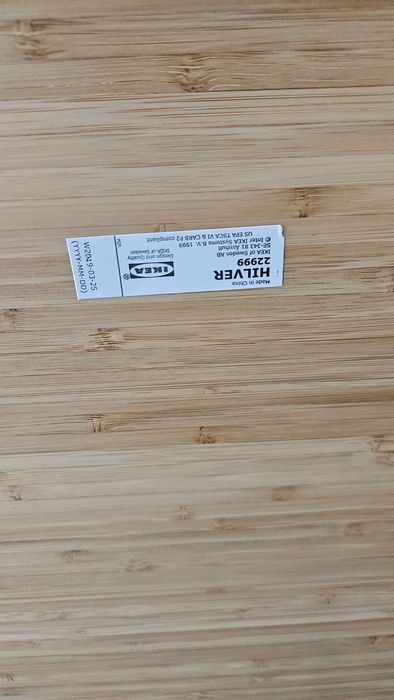 Made in China
HILVER
22999
IKEA of Sweden AB
SE-343 81 Älmhult
© Inter IKEA Systems B.V. 1999
US EPA TSCA VI & CARB P2 compliant
IKEA®
Design and Quality
IKEA of Sweden
W2019-03-25
(YYYY-MM-DD)